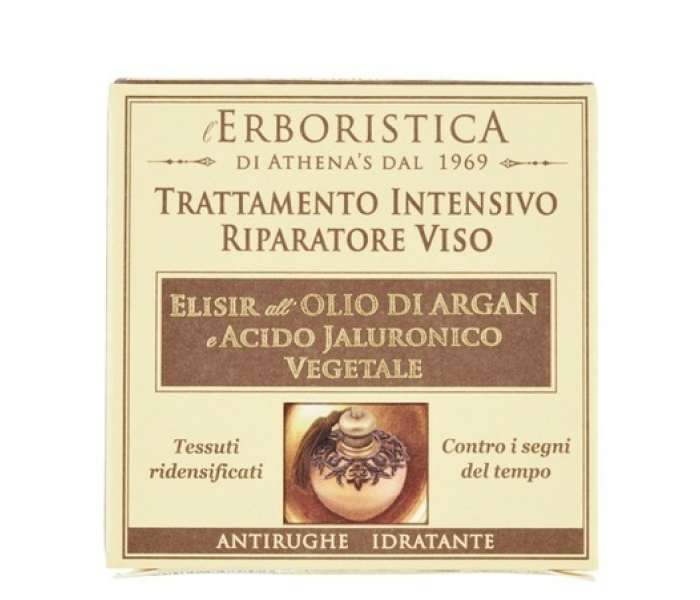 l'ERBORISTICA
DI ATHENA'S DAL 1969
TRATTAMENTO INTENSIVO
RIPARATORE VISO
ELISIR all' OLIO DI ARGAN
e ACIDO JALURONICO
VEGETALE
Tessuti
ridensificati
Contro i segni
del tempo
ANTIRUGHE IDRATANTE